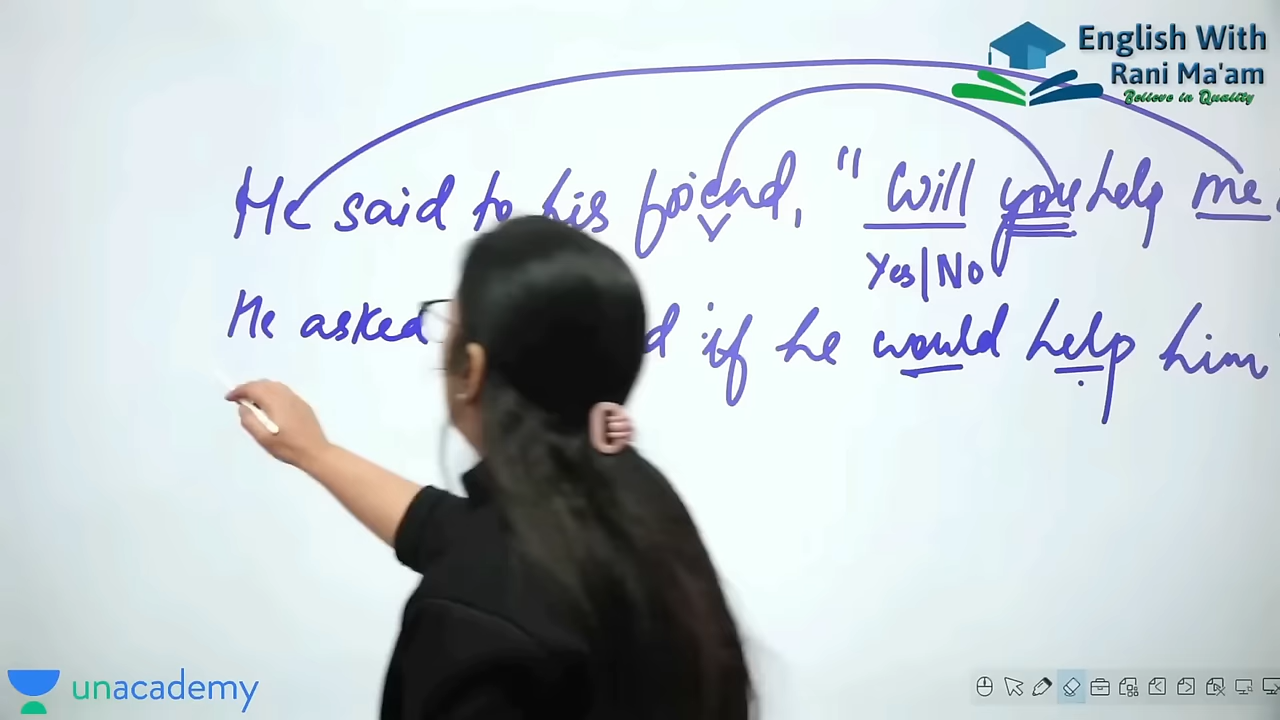 English With
Rani Ma'am
Believe in Quality
He said to his friend, " Will you help me
Yes/No
He asked if he would help him
unacademy